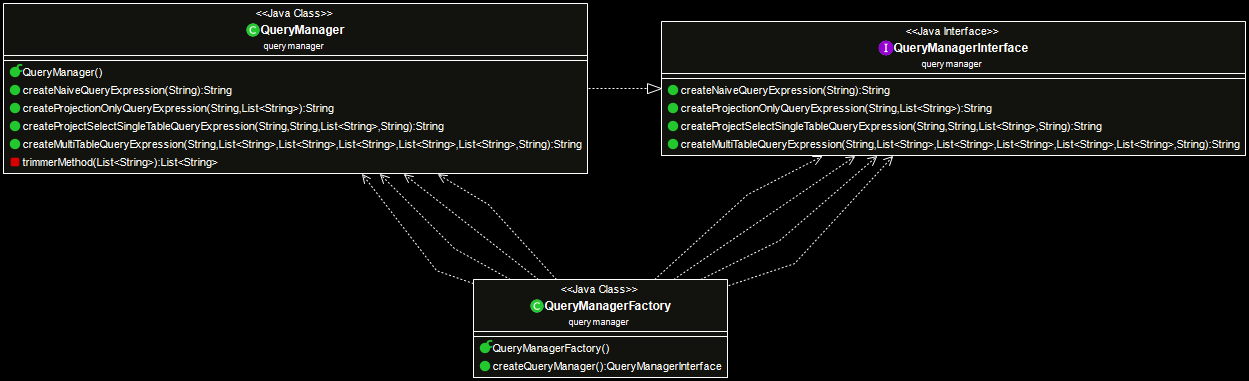 <<Java Class>>
C QueryManager
query manager
QueryManager()
createNaiveQueryExpression(String):String
createProjectionOnlyQueryExpression(String,List<String>):String
createProjectSelectSingleTableQueryExpression(String,String,List<String>,String):String
createMultiTableQueryExpression(String,List<String>,List<String>,List<String>,List<String>,List<String>,String):String
trimmerMethod(List<String>):List<String>
<<Java Interface>>
I QueryManagerInterface
query manager
createNaiveQueryExpression(String):String
createProjectionOnlyQueryExpression(String,List<String>):String
createProjectSelectSingleTableQueryExpression(String,String,List<String>,String):String
createMultiTableQueryExpression(String,List<String>,List<String>,List<String>,List<String>,List<String>,String):String
<<Java Class>>
C QueryManagerFactory
query manager
QueryManagerFactory()
createQueryManager():QueryManagerInterface